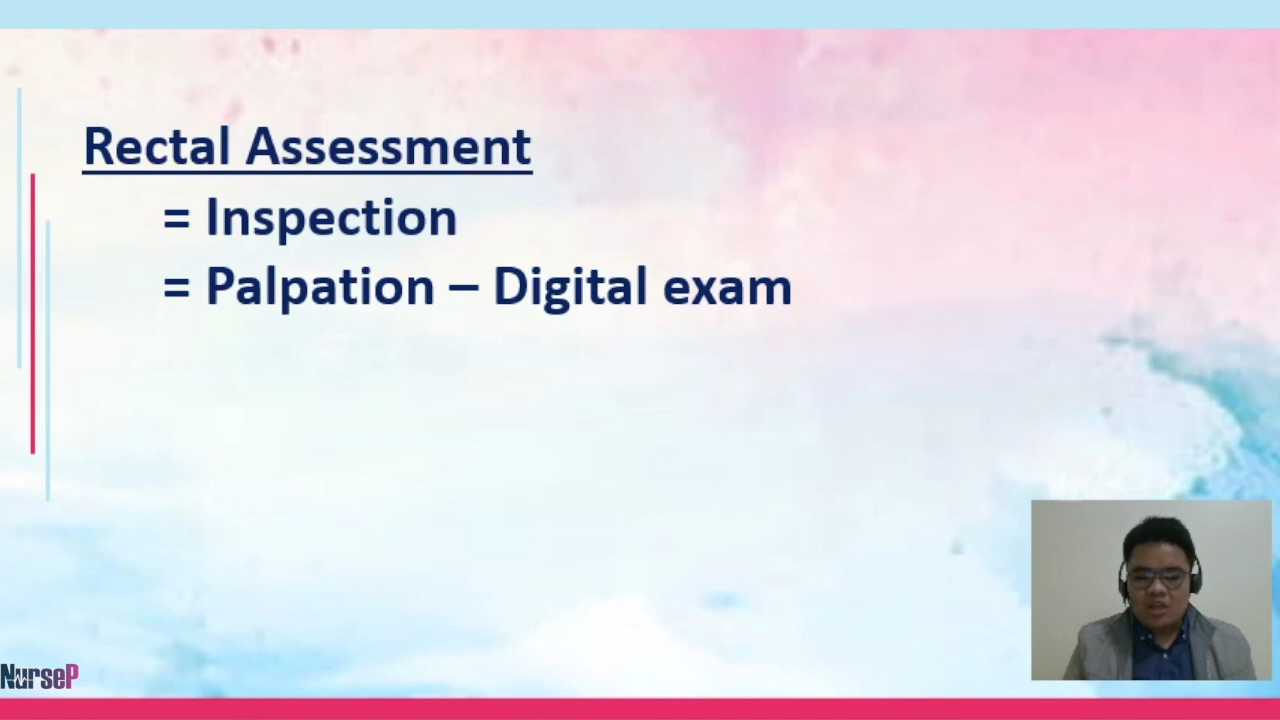 Rectal Assessment
= Inspection
= Palpation – Digital exam
NurseP